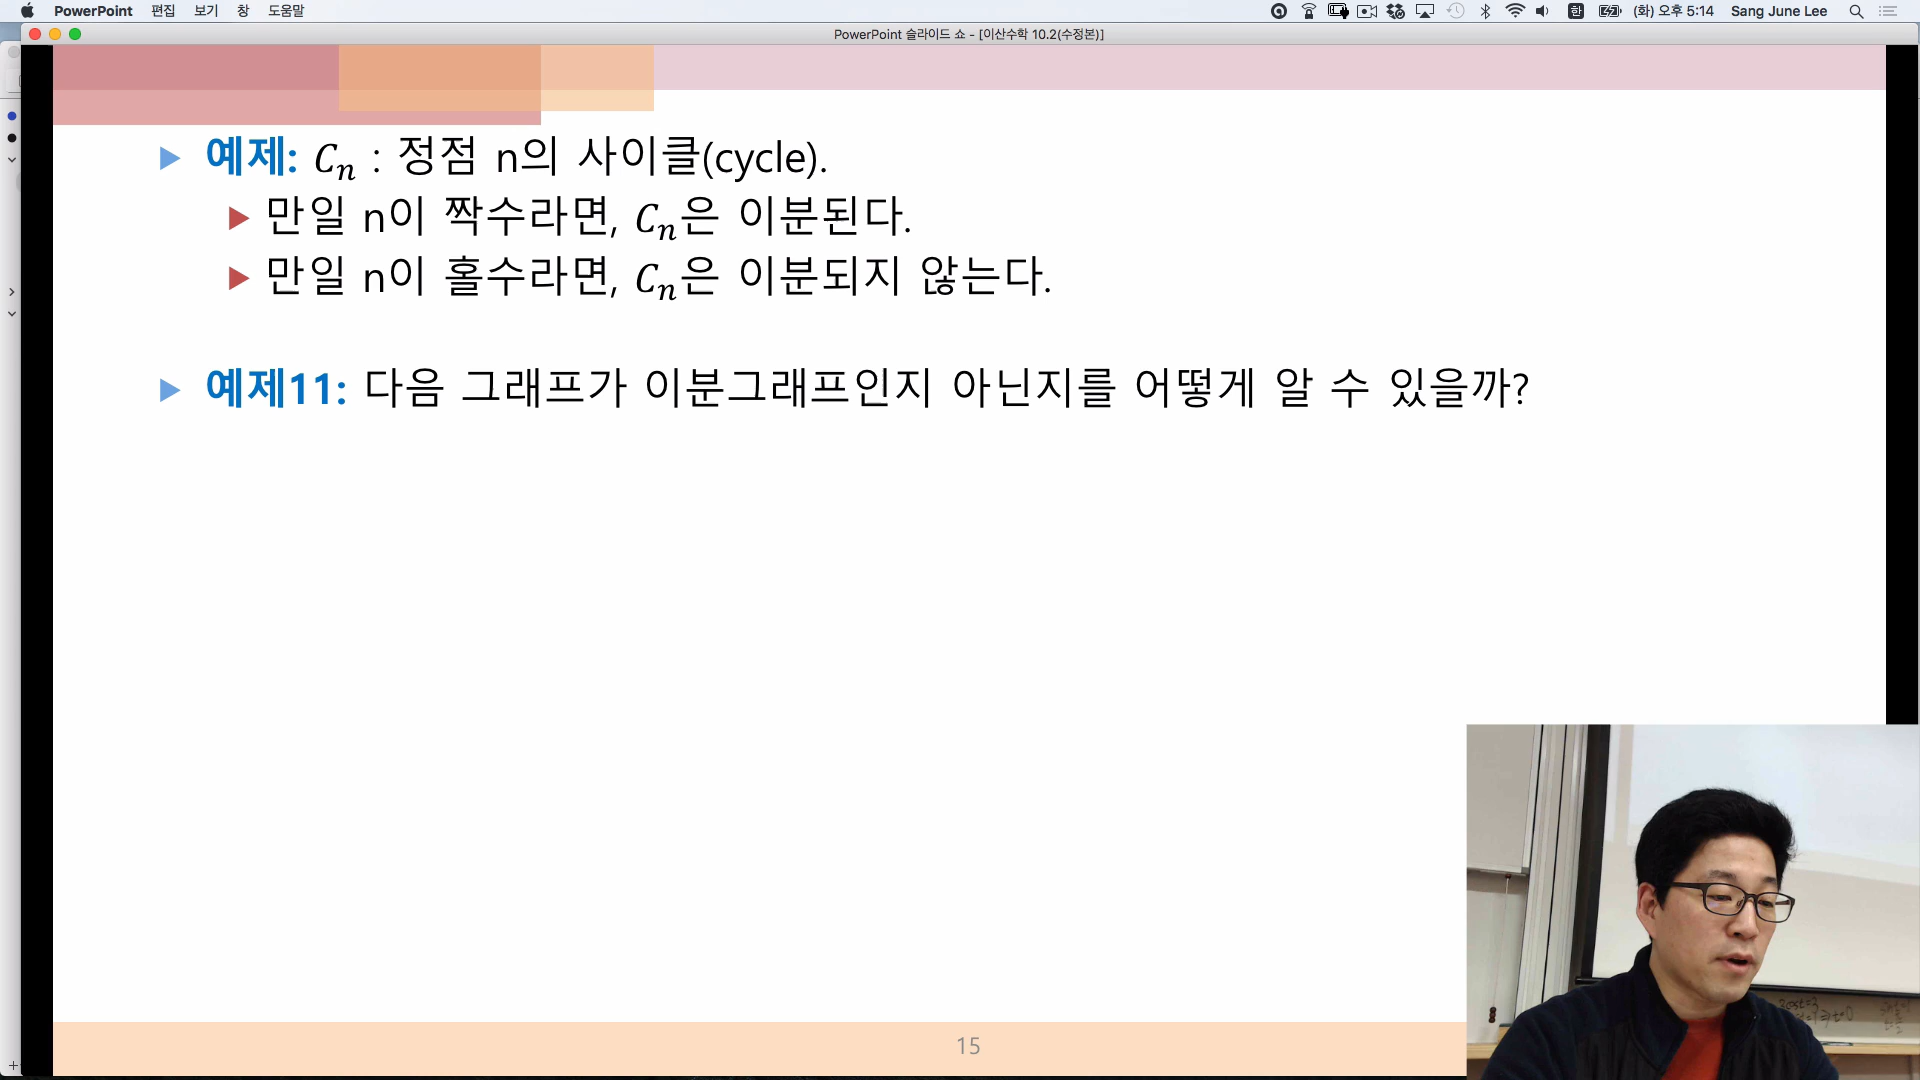 PowerPoint 편집 보기 창 도움말 한 (화) 오후 5:14 Sang June Lee
PowerPoint 슬라이드 쇼 - [이산수학 10.2(수정본)]
예제: Cₙ : 정점 n의 사이클(cycle).
만일 n이 짝수라면, Cₙ은 이분된다.
만일 n이 홀수라면, Cₙ은 이분되지 않는다.
예제11: 다음 그래프가 이분그래프인지 아닌지를 어떻게 알 수 있을까?
15